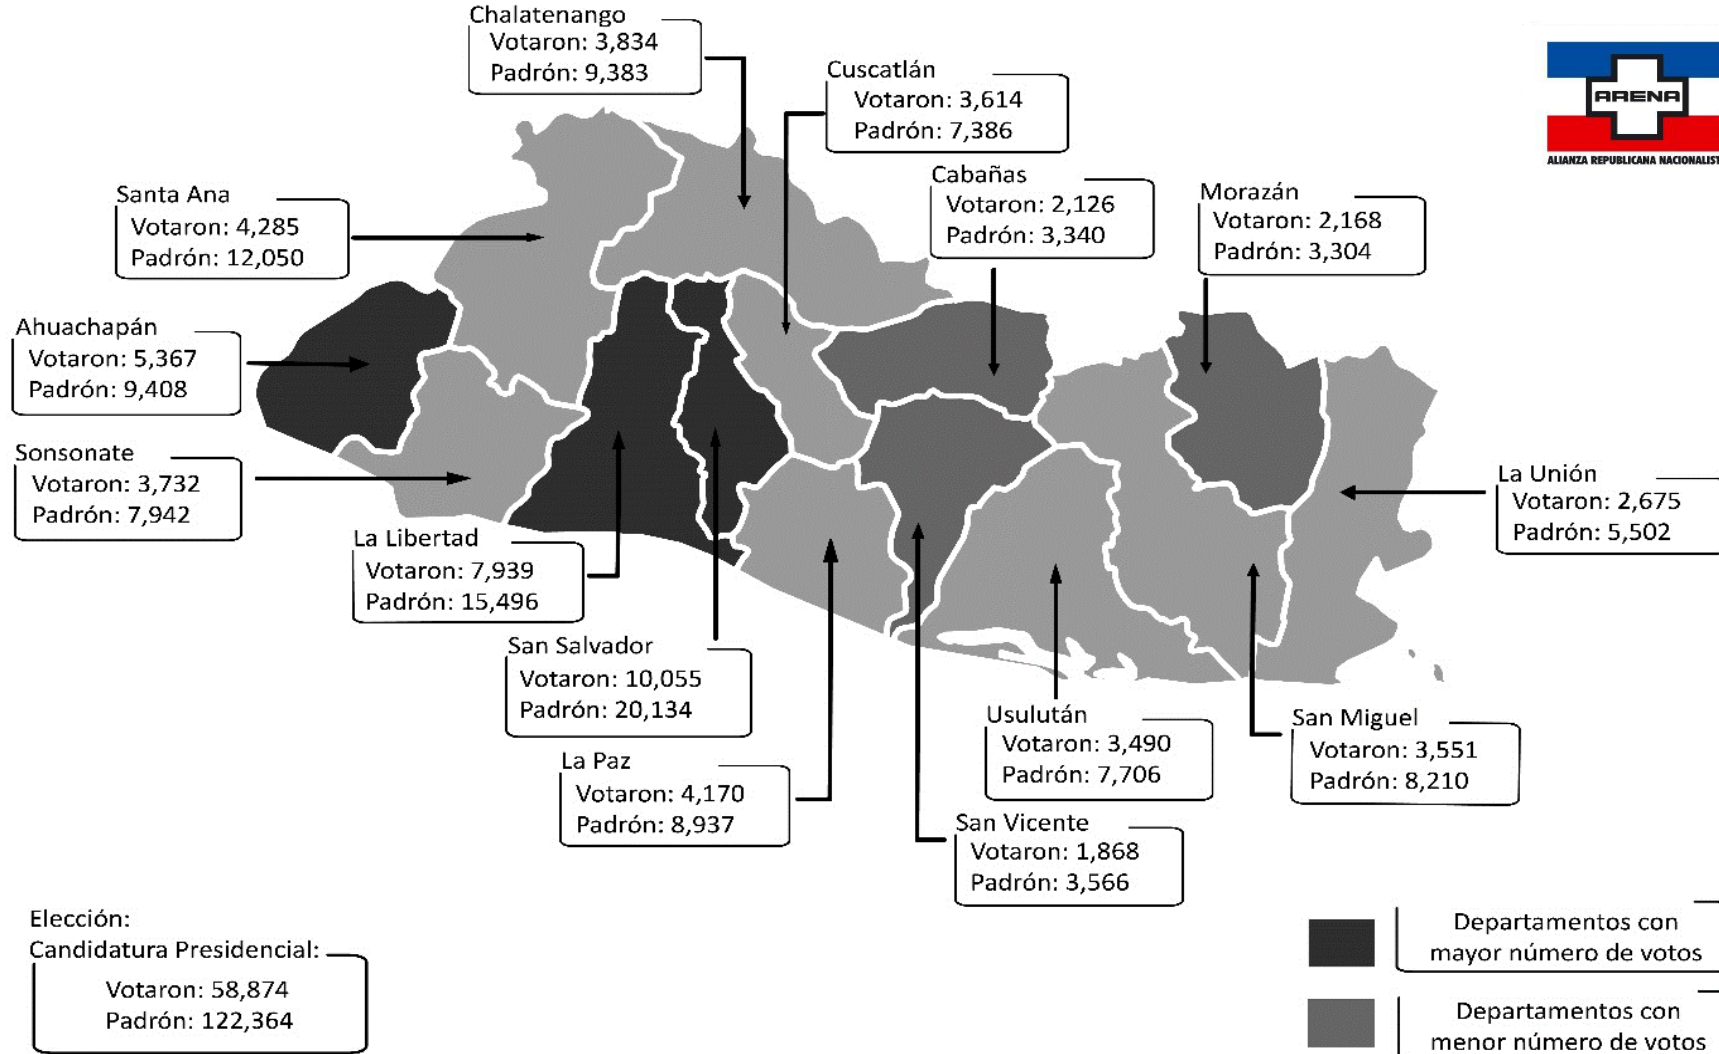 Chalatenango
Votaron: 3,834
Padrón: 9,383
Cuscatlán
Votaron: 3,614
Padrón: 7,386
ARENA
ALIANZA REPUBLICANA NACIONALIST
Cabañas
Votaron: 2,126
Padrón: 3,340
Morazán
Votaron: 2,168
Padrón: 3,304
Santa Ana
Votaron: 4,285
Padrón: 12,050
Ahuachapán
Votaron: 5,367
Padrón: 9,408
Sonsonate
Votaron: 3,732
Padrón: 7,942
La Unión
Votaron: 2,675
Padrón: 5,502
La Libertad
Votaron: 7,939
Padrón: 15,496
San Salvador
Votaron: 10,055
Padrón: 20,134
La Paz
Votaron: 4,170
Padrón: 8,937
Usulután
Votaron: 3,490
Padrón: 7,706
San Miguel
Votaron: 3,551
Padrón: 8,210
San Vicente
Votaron: 1,868
Padrón: 3,566
Elección:
Candidatura Presidencial:
Votaron: 58,874
Padrón: 122,364
Departamentos con
mayor número de votos
Departamentos con
menor número de votos